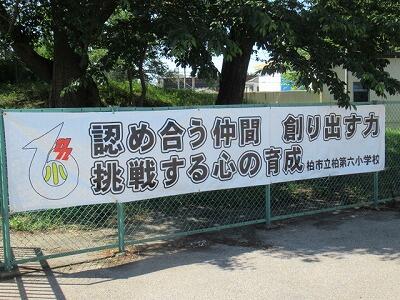 認め合う仲間　創り出す力
挑戦する心の育成 柏市立柏第六小学校
小